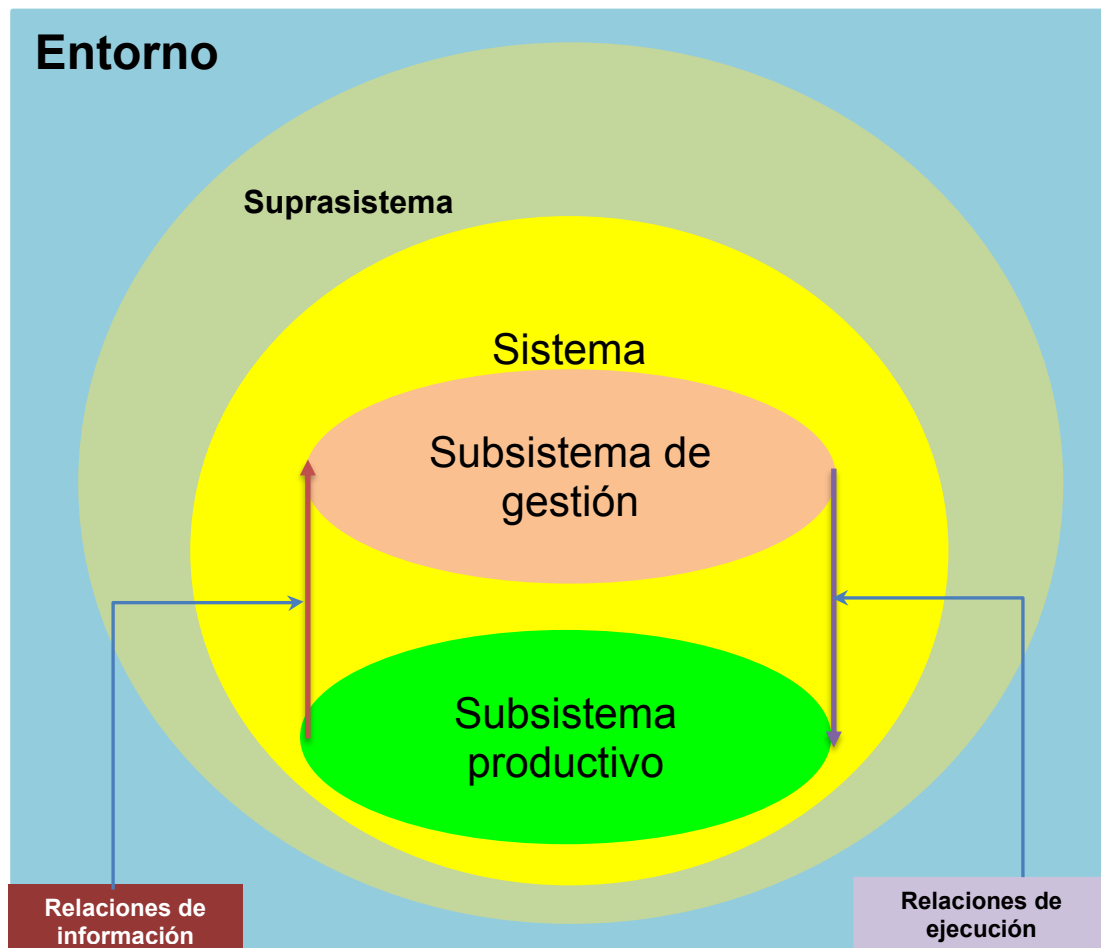 Entorno
Suprasistema
Sistema
Subsistema de
gestión
Subsistema
productivo
Relaciones de
información
Relaciones de
ejecución